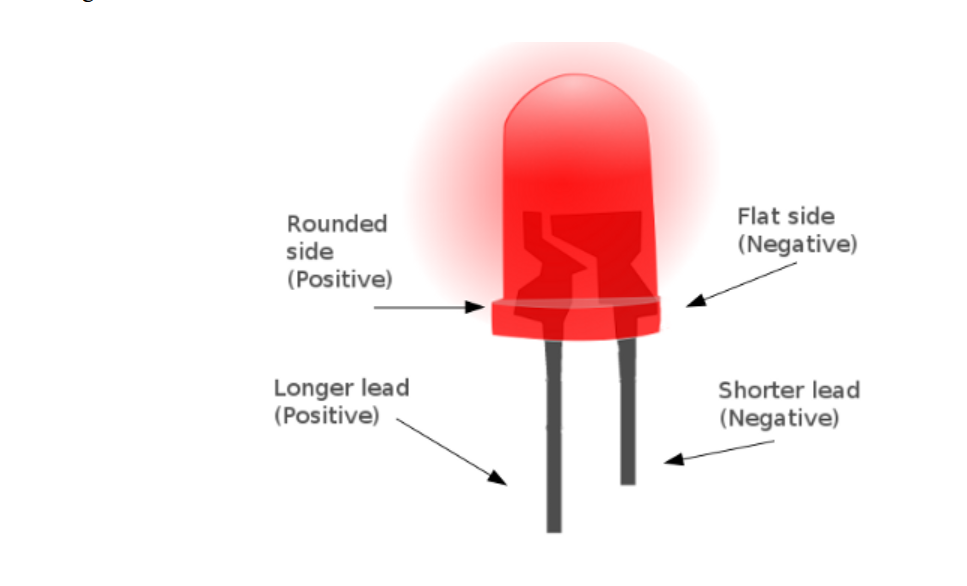 Rounded
side
(Positive)
Flat side
(Negative)
Longer lead
(Positive)
Shorter lead
(Negative)